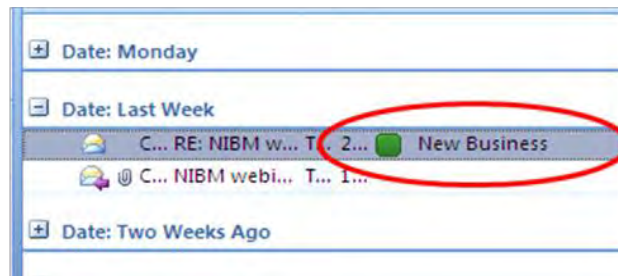 Date: Monday
Date: Last Week
C... RE: NIBM w... T... 2... New Business
C... NIBM webi... T... 1...
Date: Two Weeks Ago